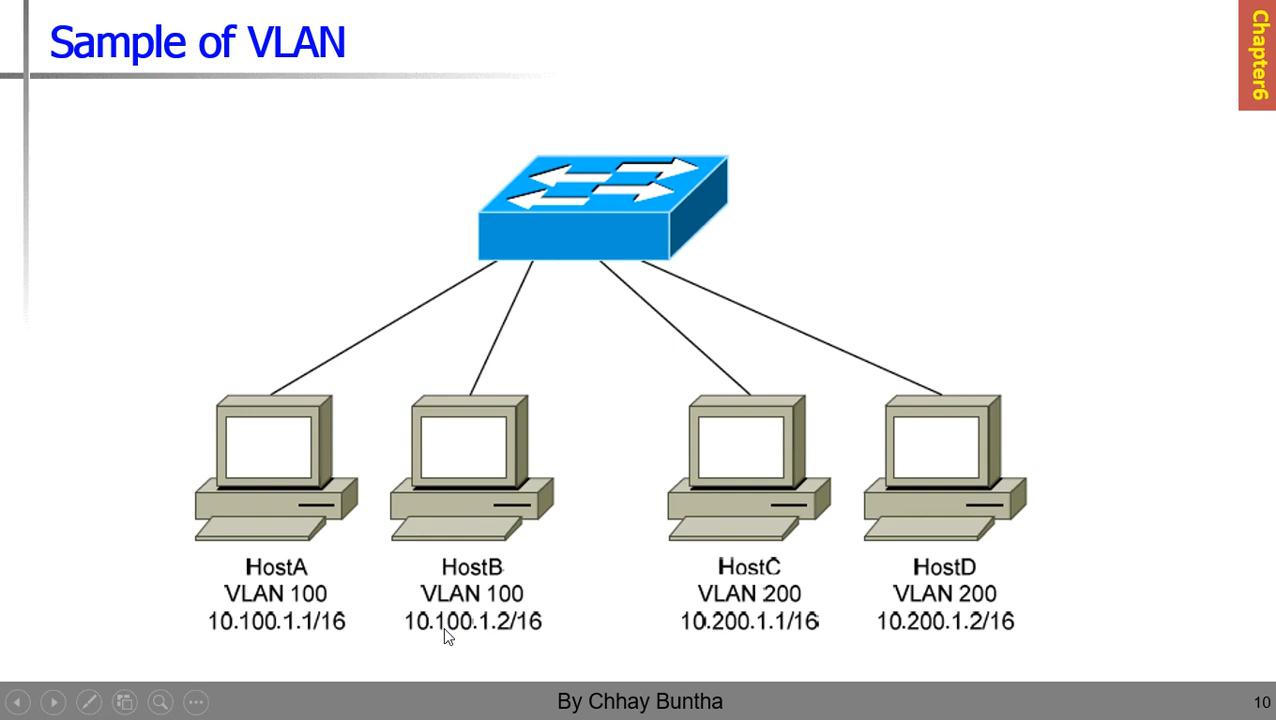 Sample of VLAN
Chapter6
HostA
VLAN 100
10.100.1.1/16
HostB
VLAN 100
10.100.1.2/16
HostC
VLAN 200
10.200.1.1/16
HostD
VLAN 200
10.200.1.2/16
By Chhay Buntha
10